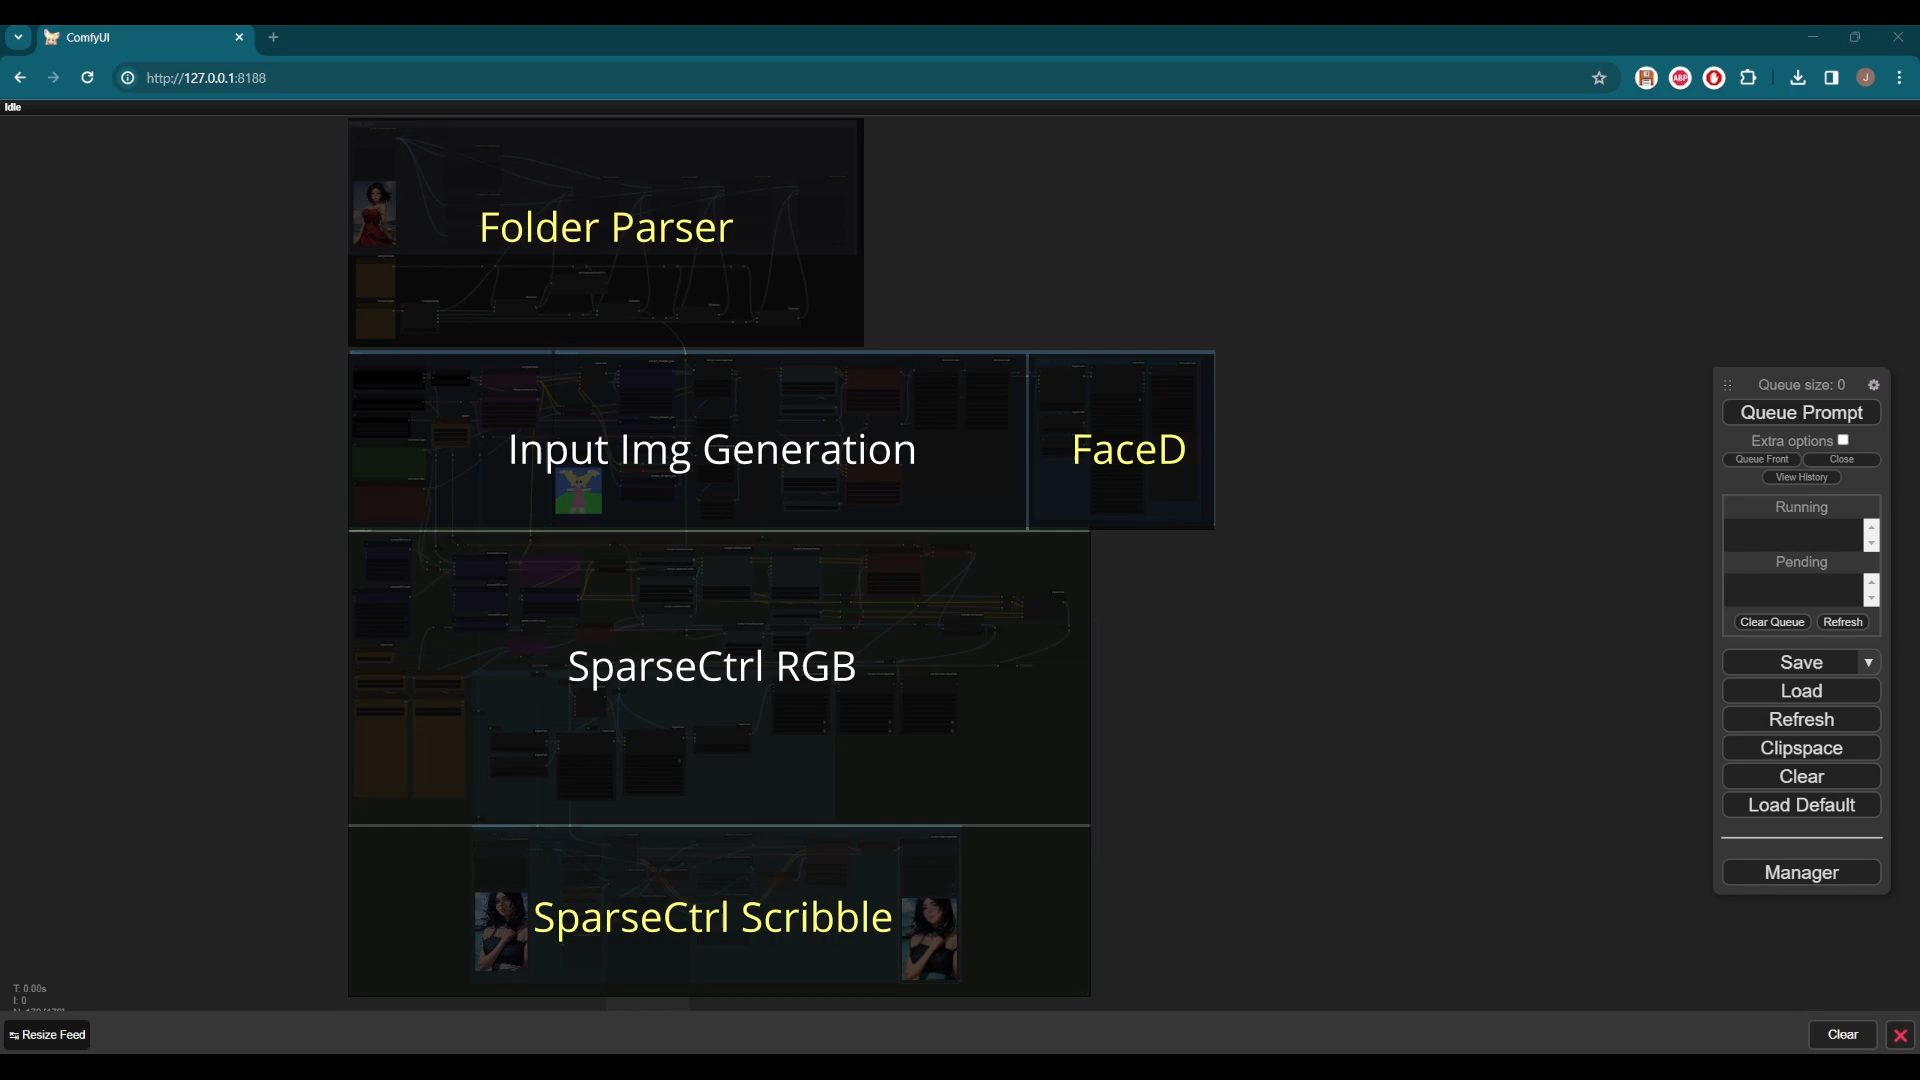 ComfyUI
http://127.0.0.1:8188
ABP
J
Idle
Folder Parser
Input Img Generation
FaceD
SparseCtrl RGB
SparseCtrl Scribble
Queue size: 0
Queue Prompt
Extra options
Queue Front
Close
View History
Running
Pending
Clear Queue
Refresh
Save
Load
Refresh
Clipspace
Clear
Load Default
Manager
T: 0.00s
I: 0
Resize Feed
Clear